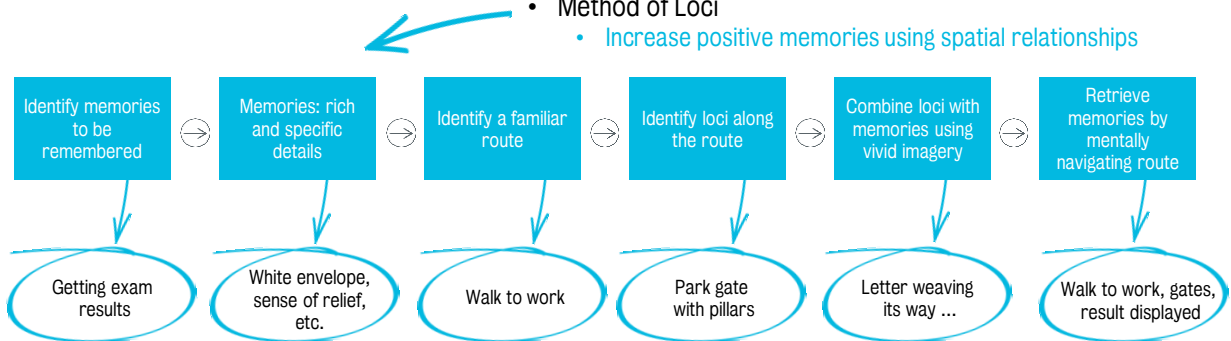 • Method of Loci
• Increase positive memories using spatial relationships
Identify memories
to be
remembered
Memories: rich
and specific
details
Identify a familiar
route
Identify loci along
the route
Combine loci with
memories using
vivid imagery
Retrieve
memories by
mentally
navigating route
Getting exam
results
White envelope,
sense of relief,
etc.
Walk to work
Park gate
with pillars
Letter weaving
its way ...
Walk to work, gates,
result displayed